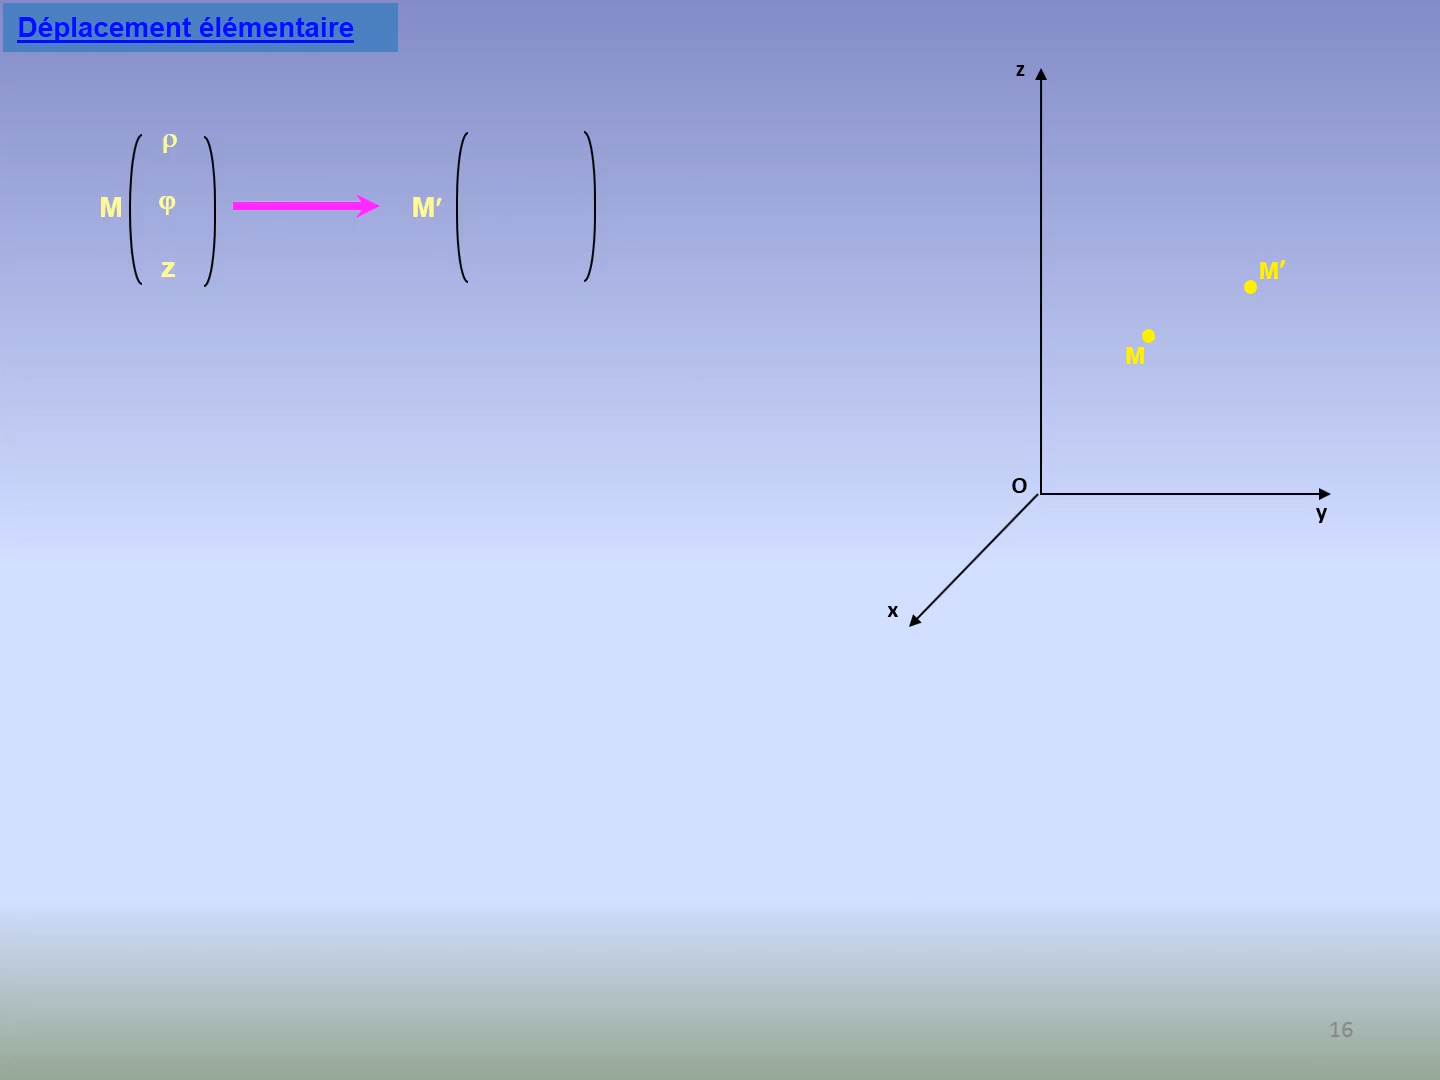 Déplacement élémentaire
z
ρ
M φ M′
z
M′
M
O
y
x
16